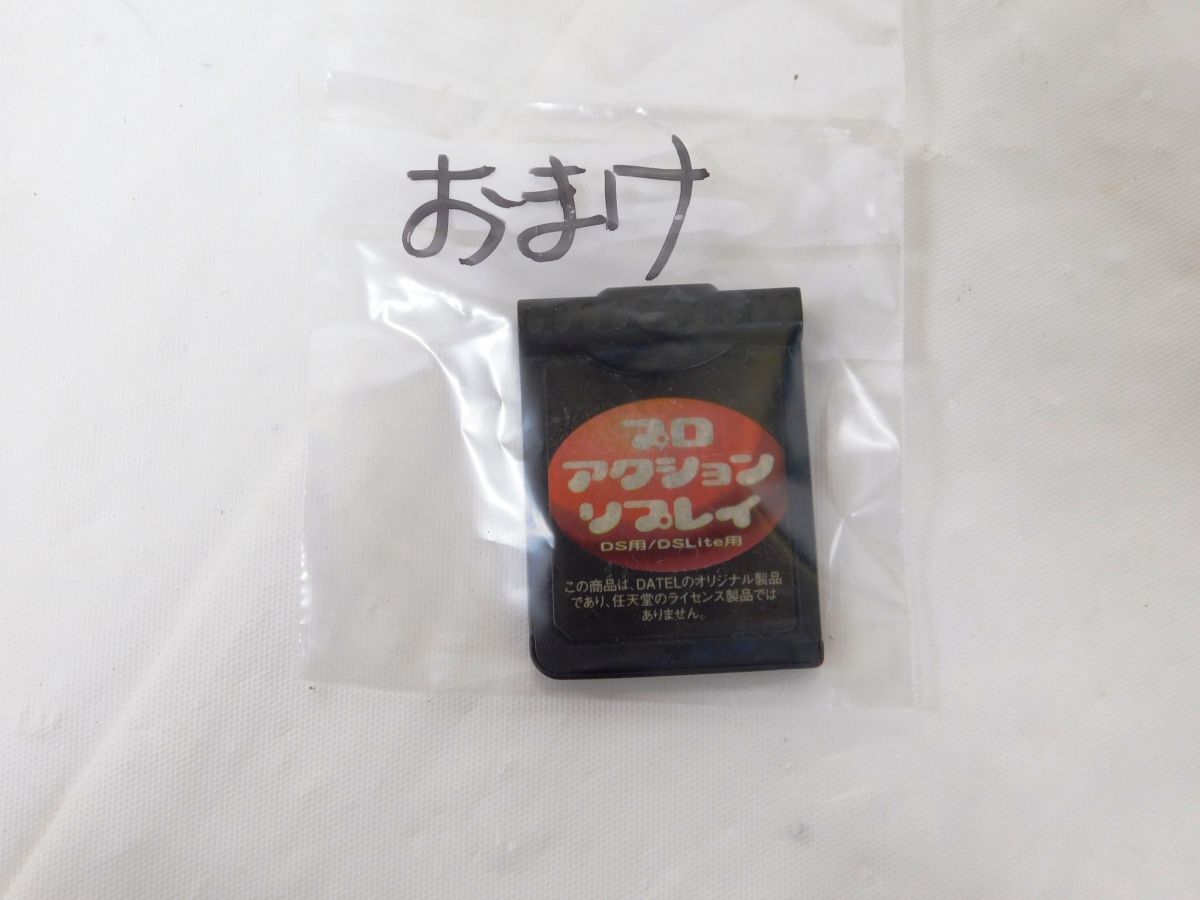 おまけ
プロ
アクション
リプレイ
DS用/DSLite用
この商品は、DATELのオリジナル製品
であり、任天堂のライセンス製品では
ありません。